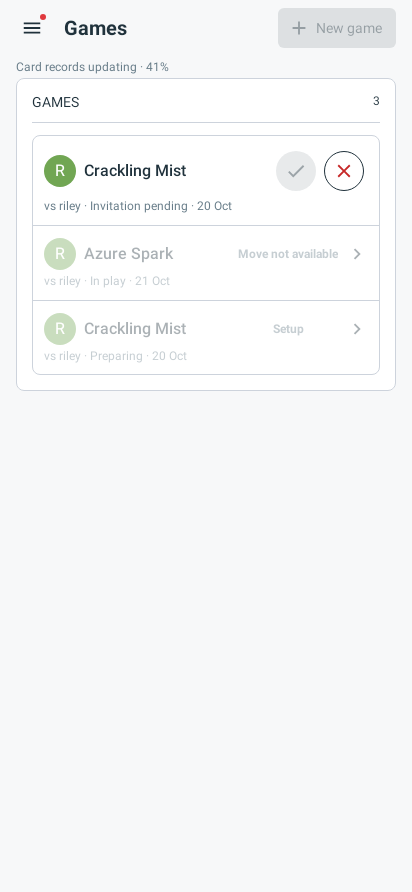 Games
New game
Card records updating · 41%
GAMES
3
R
Crackling Mist
vs riley · Invitation pending · 20 Oct
R
Azure Spark
Move not available
vs riley · In play · 21 Oct
R
Crackling Mist
Setup
vs riley · Preparing · 20 Oct